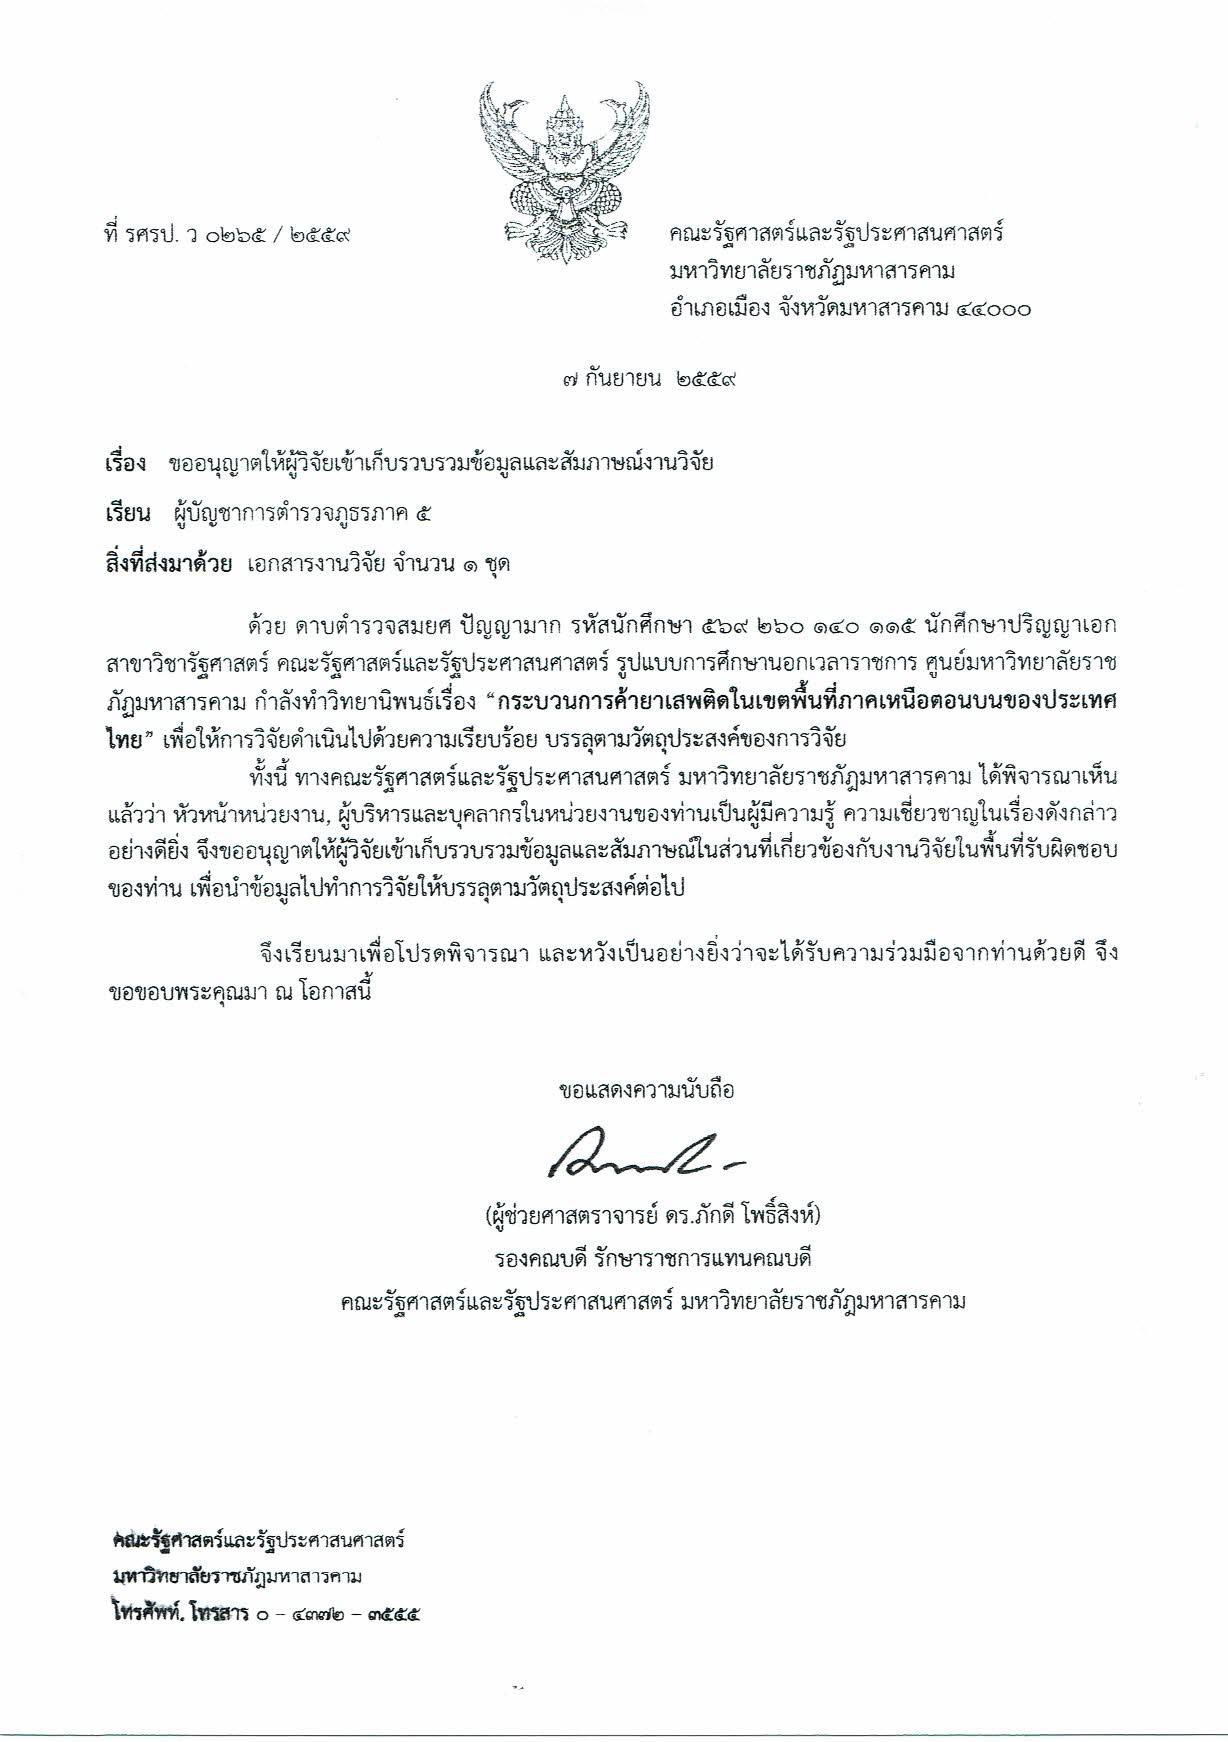 ที่ รศรป. ว ๐๒๖๕ / ๒๕๕๙
คณะรัฐศาสตร์และรัฐประศาสนศาสตร์
มหาวิทยาลัยราชภัฏมหาสารคาม
อำเภอเมือง จังหวัดมหาสารคาม ๔๔๐๐๐
๗ กันยายน ๒๕๕๙
เรื่อง ขออนุญาตให้ผู้วิจัยเข้าเก็บรวบรวมข้อมูลและสัมภาษณ์งานวิจัย
เรียน ผู้บัญชาการตำรวจภูธรภาค ๕
สิ่งที่ส่งมาด้วย เอกสารงานวิจัย จำนวน ๑ ชุด
ด้วย ดาบตำรวจสมยศ ปัญญามาก รหัสนักศึกษา ๕๖๙ ๒๖๐ ๑๔๐ ๑๑๕ นักศึกษาปริญญาเอก
สาขาวิชารัฐศาสตร์ คณะรัฐศาสตร์และรัฐประศาสนศาสตร์ รูปแบบการศึกษานอกเวลาราชการ ศูนย์มหาวิทยาลัยราช
ภัฏมหาสารคาม กำลังทำวิทยานิพนธ์เรื่อง “กระบวนการค้ายาเสพติดในเขตพื้นที่ภาคเหนือตอนบนของประเทศ
ไทย” เพื่อให้การวิจัยดำเนินไปด้วยความเรียบร้อย บรรลุตามวัตถุประสงค์ของการวิจัย
ทั้งนี้ ทางคณะรัฐศาสตร์และรัฐประศาสนศาสตร์ มหาวิทยาลัยราชภัฎมหาสารคาม ได้พิจารณาเห็น
แล้วว่า หัวหน้าหน่วยงาน, ผู้บริหารและบุคลากรในหน่วยงานของท่านเป็นผู้มีความรู้ ความเชี่ยวชาญในเรื่องดังกล่าว
อย่างดียิ่ง จึงขออนุญาตให้ผู้วิจัยเข้าเก็บรวบรวมข้อมูลและสัมภาษณ์ในส่วนที่เกี่ยวข้องกับงานวิจัยในพื้นที่รับผิดชอบ
ของท่าน เพื่อนำข้อมูลไปทำการวิจัยให้บรรลุตามวัตถุประสงค์ต่อไป
จึงเรียนมาเพื่อโปรดพิจารณา และหวังเป็นอย่างยิ่งว่าจะได้รับความร่วมมือจากท่านด้วยดี จึง
ขอขอบพระคุณมา ณ โอกาสนี้
ขอแสดงความนับถือ
(ผู้ช่วยศาสตราจารย์ ดร.ภักดี โพธิ์สิงห์)
รองคณบดี รักษาราชการแทนคณบดี
คณะรัฐศาสตร์และรัฐประศาสนศาสตร์ มหาวิทยาลัยราชภัฎมหาสารคาม
คณะรัฐศาสตร์และรัฐประศาสนศาสตร์
มหาวิทยาลัยราชภัฏมหาสารคาม
โทรศัพท์. โทรสาร ๐ – ๔๓๗๒ – ๓๕๕๕